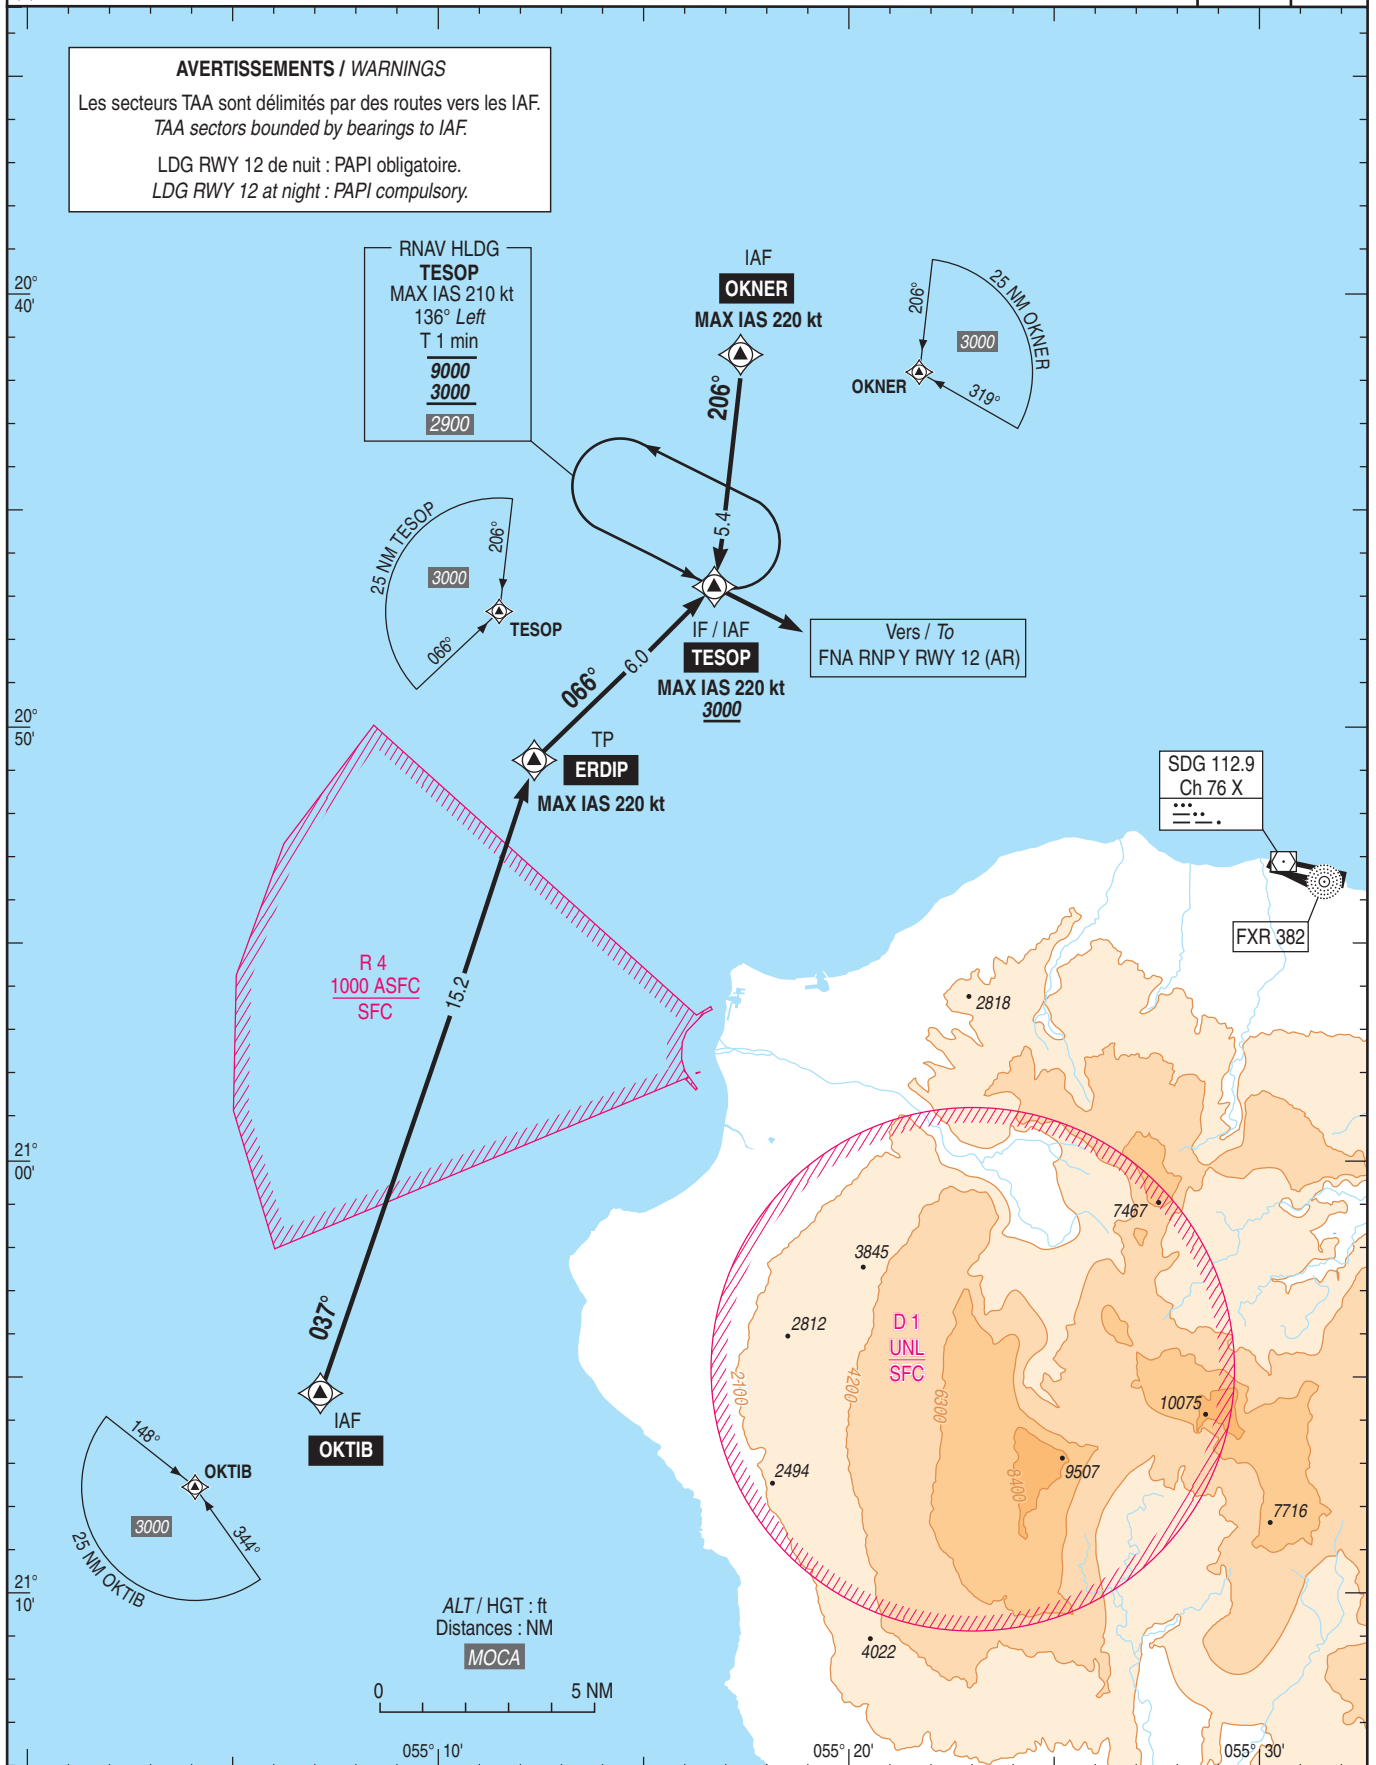 AVERTISSEMENTS / WARNINGS
Les secteurs TAA sont délimités par des routes vers les IAF.
TAA sectors bounded by bearings to IAF.
LDG RWY 12 de nuit : PAPI obligatoire.
LDG RWY 12 at night : PAPI compulsory.
RNAV HLDG
TESOP
MAX IAS 210 kt
136° Left
T 1 min
9000
3000
2900
IAF
OKNER
MAX IAS 220 kt
206°
5.4
206°
25 NM OKNER
3000
OKNER
319°
20°
40'
25 NM TESOP
206°
3000
066°
TESOP
IF / IAF
TESOP
MAX IAS 220 kt
3000
Vers / To
FNA RNP Y RWY 12 (AR)
066°
6.0
20°
50'
TP
ERDIP
MAX IAS 220 kt
SDG 112.9
Ch 76 X
FXR 382
R 4
1000 ASFC
SFC
15.2
2818
21°
00'
7467
3845
2812
D 1
UNL
SFC
037°
2100
4200
6300
8400
10075
9507
2494
7716
IAF
OKTIB
148°
OKTIB
3000
344°
25 NM OKTIB
21°
10'
ALT / HGT : ft
Distances : NM
MOCA
4022
0 5 NM
055° 10' 055° 20' 055° 30'